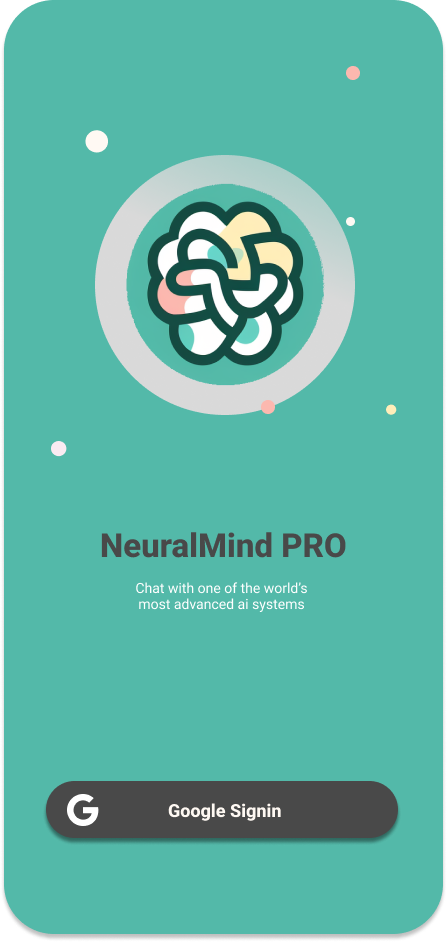 NeuralMind PRO
Chat with one of the world's
most advanced ai systems
G Google Signin